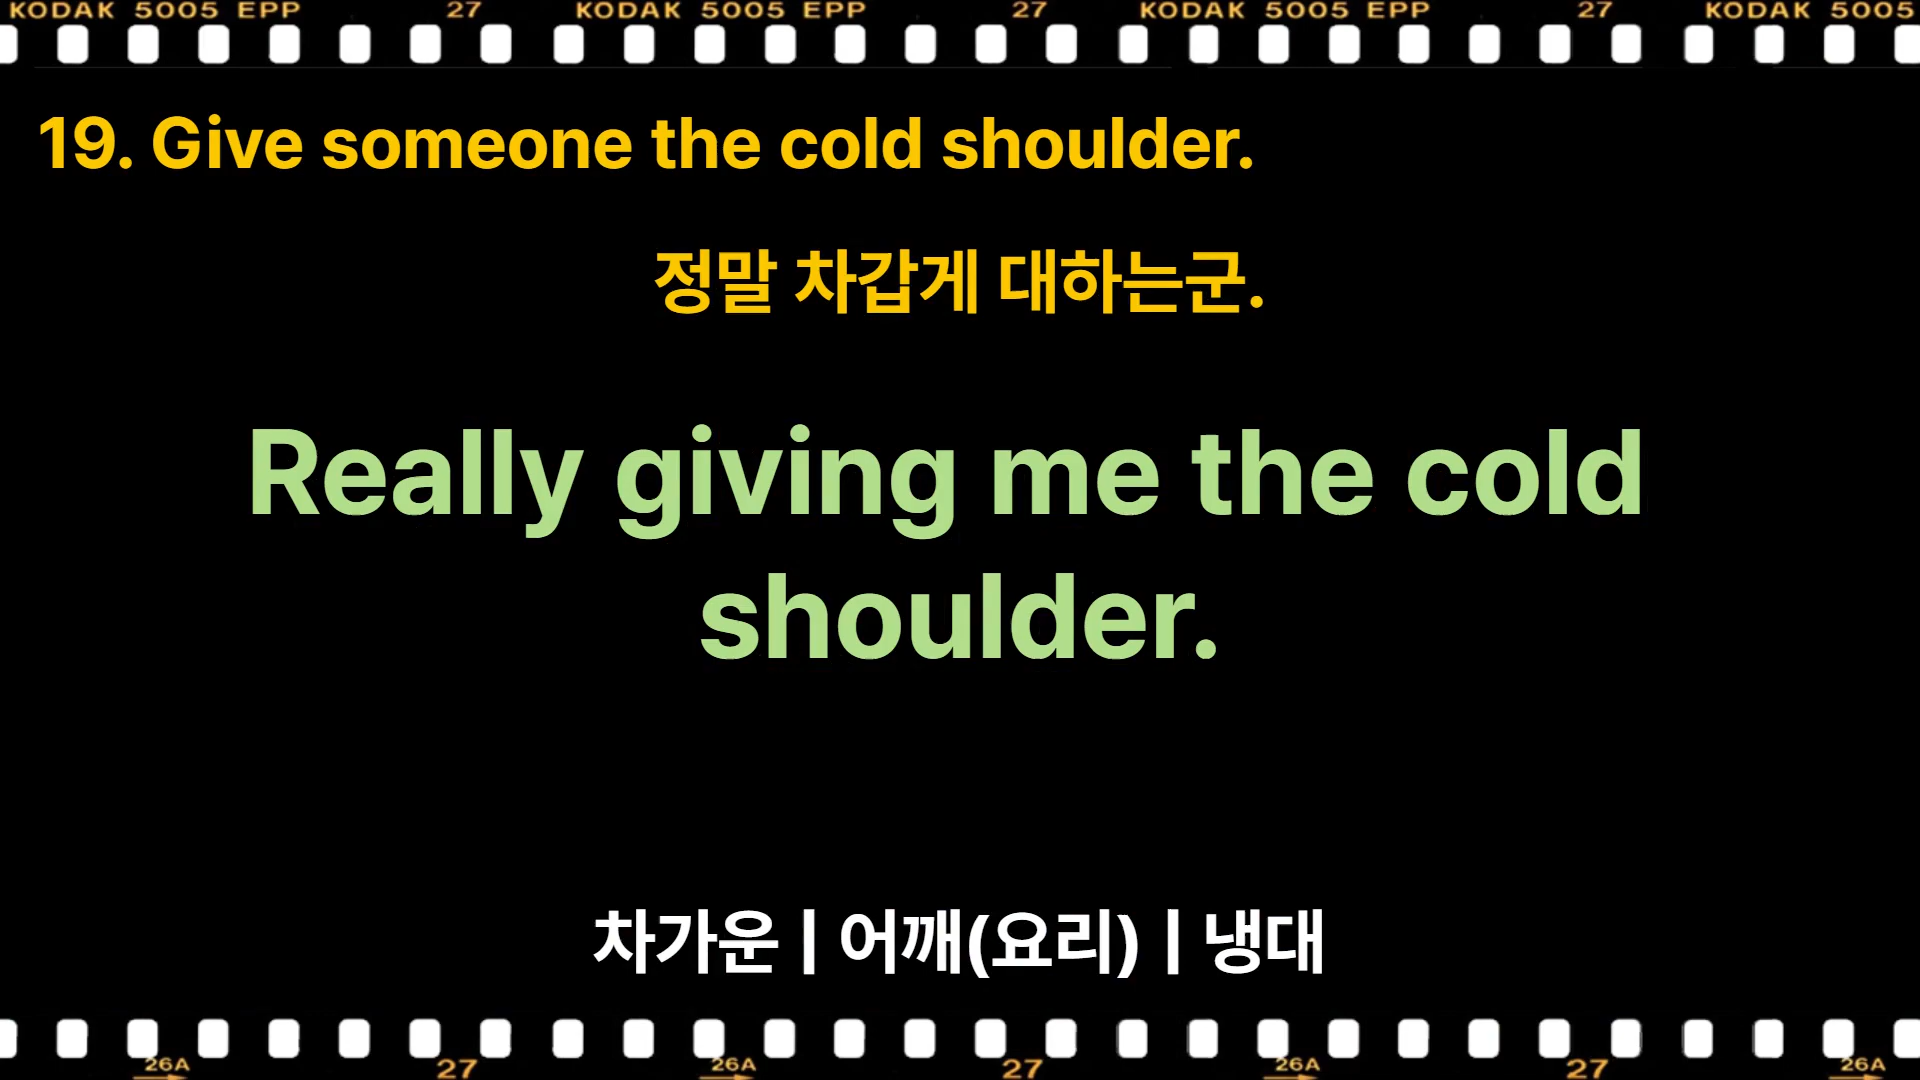 KODAK 5005 EPP 27 KODAK 5005 EPP 27 KODAK 5005 EPP 27 KODAK 5005
19. Give someone the cold shoulder.
정말 차갑게 대하는군.
Really giving me the cold
shoulder.
차가운 | 어깨(요리) | 냉대
26A 27 26A 27 26A 27 26A